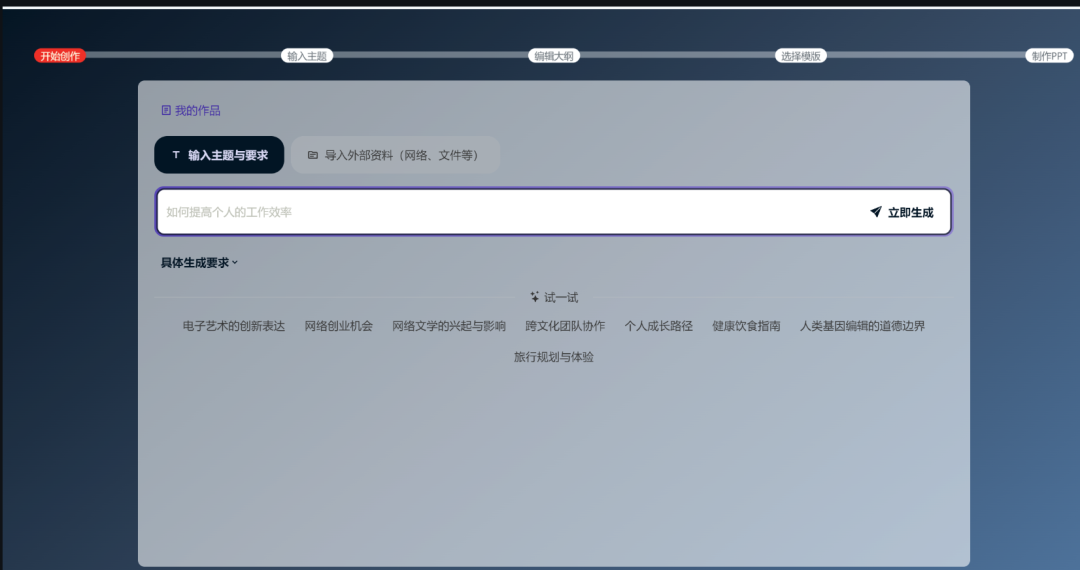 开始创作 输入主题 编辑大纲 选择模版 制作PPT
我的作品
输入主题与要求 导入外部资料（网络、文件等）
如何提高个人的工作效率 立即生成
具体生成要求
试一试
电子艺术的创新表达 网络创业机会 网络文学的兴起与影响 跨文化团队协作 个人成长路径 健康饮食指南 人类基因编辑的道德边界
旅行规划与体验